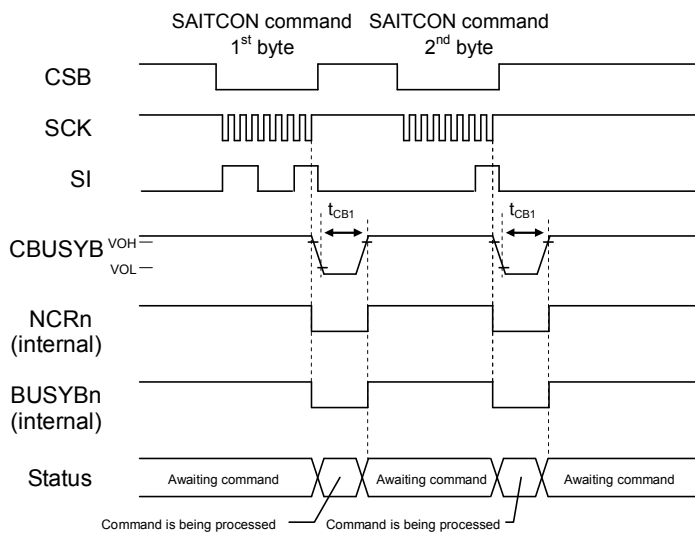 SAITCON command
1st byte
SAITCON command
2nd byte
CSB
SCK
SI
tCB1
tCB1
CBUSYB
VOH
VOL
NCRn
(internal)
BUSYBn
(internal)
Status
Awaiting command
Awaiting command
Awaiting command
Command is being processed
Command is being processed